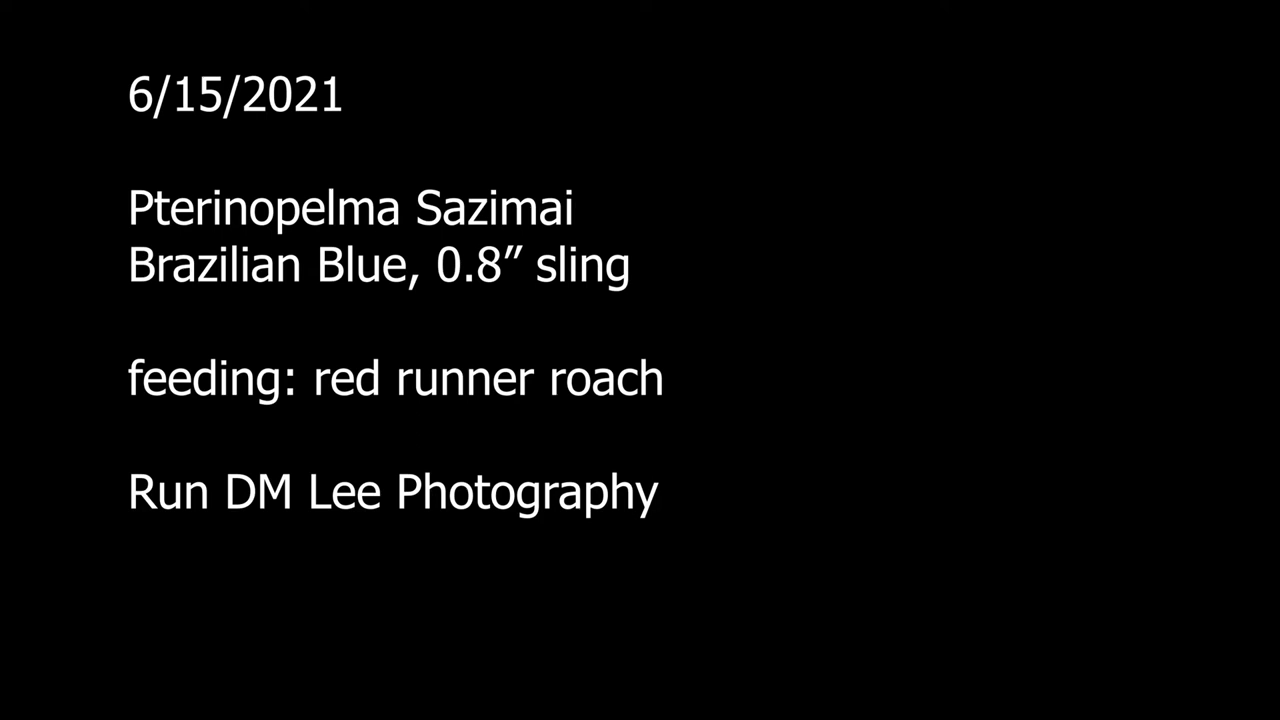 6/15/2021
Pterinopelma Sazimai
Brazilian Blue, 0.8” sling
feeding: red runner roach
Run DM Lee Photography